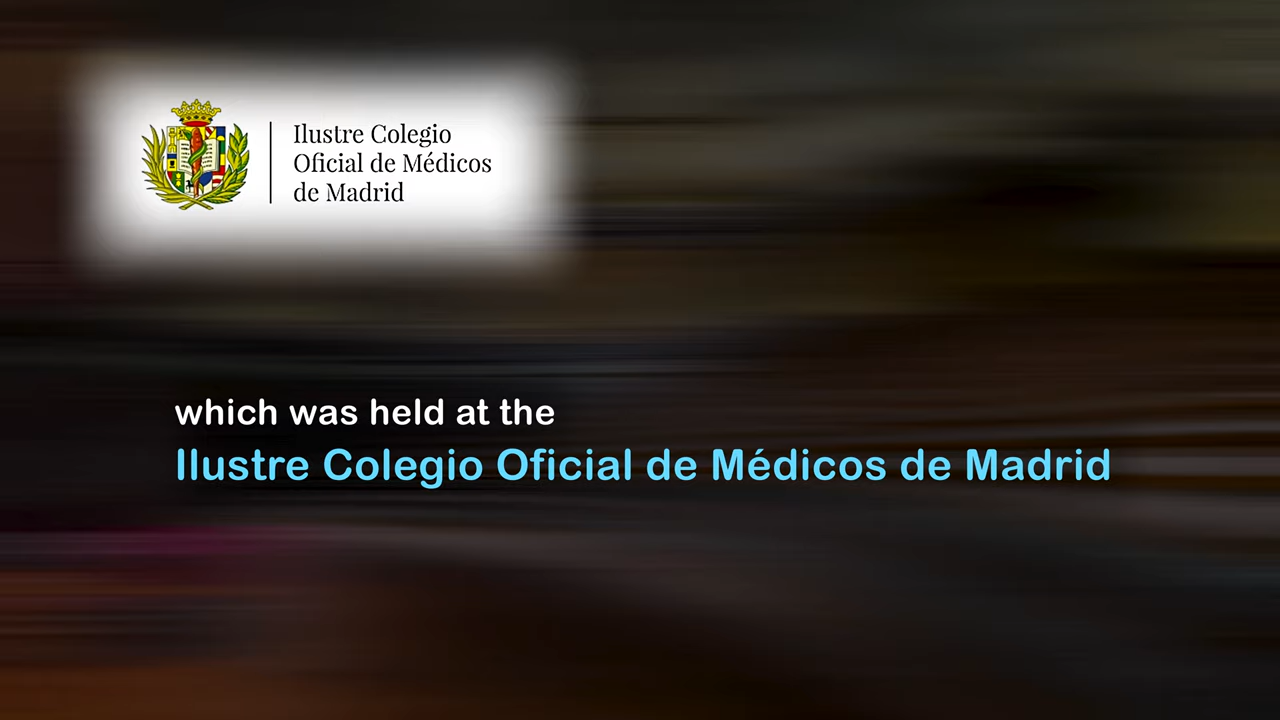 Ilustre Colegio
Oficial de Médicos
de Madrid
which was held at the
Ilustre Colegio Oficial de Médicos de Madrid